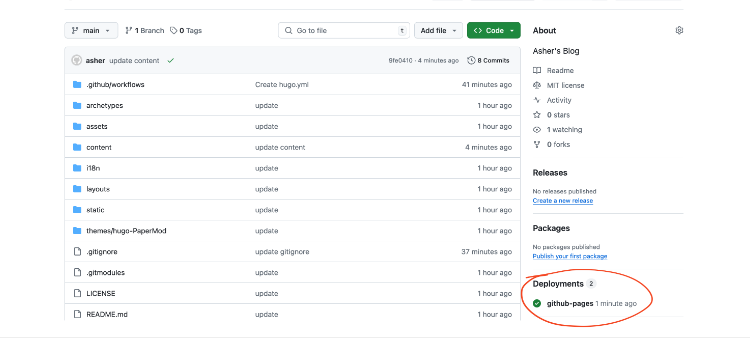 main
1 Branch
0 Tags
Go to file
t
Add file
Code
asher update content
9fe0410 · 4 minutes ago
8 Commits
.github/workflows Create hugo.yml 41 minutes ago
archetypes update 1 hour ago
assets update 1 hour ago
content update content 4 minutes ago
i18n update 1 hour ago
layouts update 1 hour ago
static update 1 hour ago
themes/hugo-PaperMod update 1 hour ago
.gitignore update gitignore 37 minutes ago
.gitmodules update 1 hour ago
LICENSE update 1 hour ago
README.md update 1 hour ago
About
Asher's Blog
Readme
MIT license
Activity
0 stars
1 watching
0 forks
Releases
No releases published
Create a new release
Packages
No packages published
Publish your first package
Deployments 2
github-pages 1 minute ago